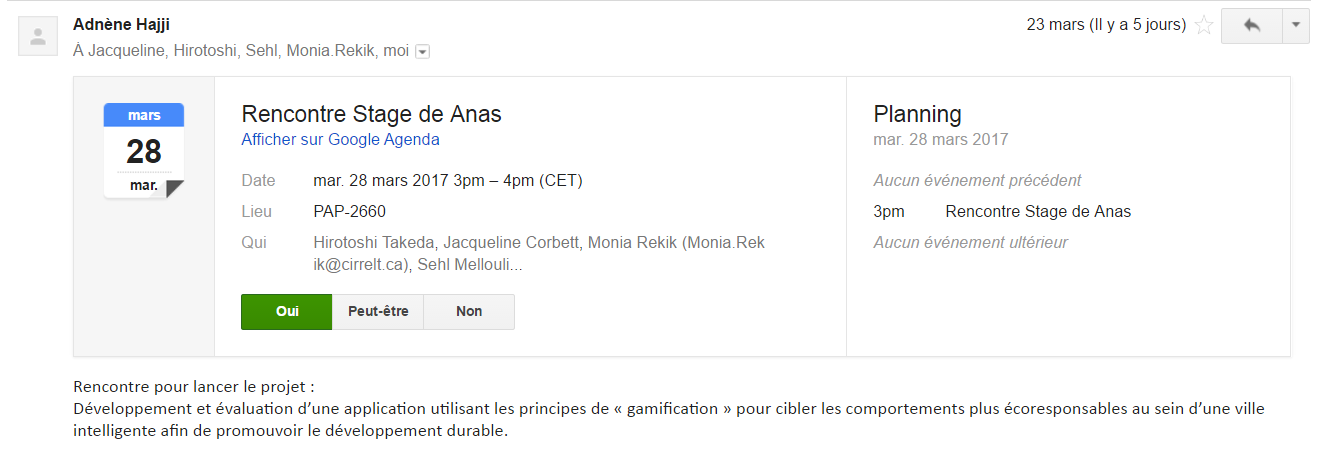 Adnène Hajji
23 mars (Il y a 5 jours)
À Jacqueline, Hirotoshi, Sehl, Monia.Rekik, moi
mars
28
mar.
Rencontre Stage de Anas
Afficher sur Google Agenda
Date mar. 28 mars 2017 3pm – 4pm (CET)
Lieu PAP-2660
Qui Hirotoshi Takeda, Jacqueline Corbett, Monia Rekik (Monia.Rek
ik@cirrelt.ca), Sehl Mellouli...
Oui Peut-être Non
Planning
mar. 28 mars 2017
Aucun événement précédent
3pm Rencontre Stage de Anas
Aucun événement ultérieur
Rencontre pour lancer le projet :
Développement et évaluation d’une application utilisant les principes de « gamification » pour cibler les comportements plus écoresponsables au sein d’une ville
intelligente afin de promouvoir le développement durable.